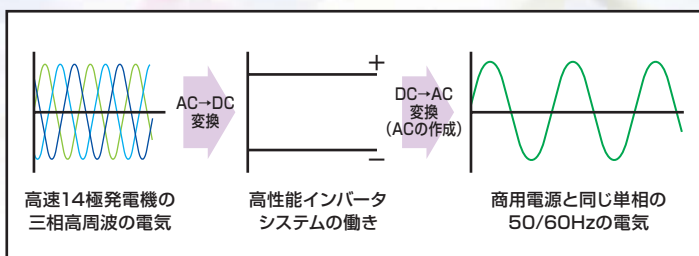 AC→DC
変換
+
−
DC→AC
変換
（ACの作成）
高速14極発電機の
三相高周波の電気
高性能インバータ
システムの働き
商用電源と同じ単相の
50/60Hzの電気